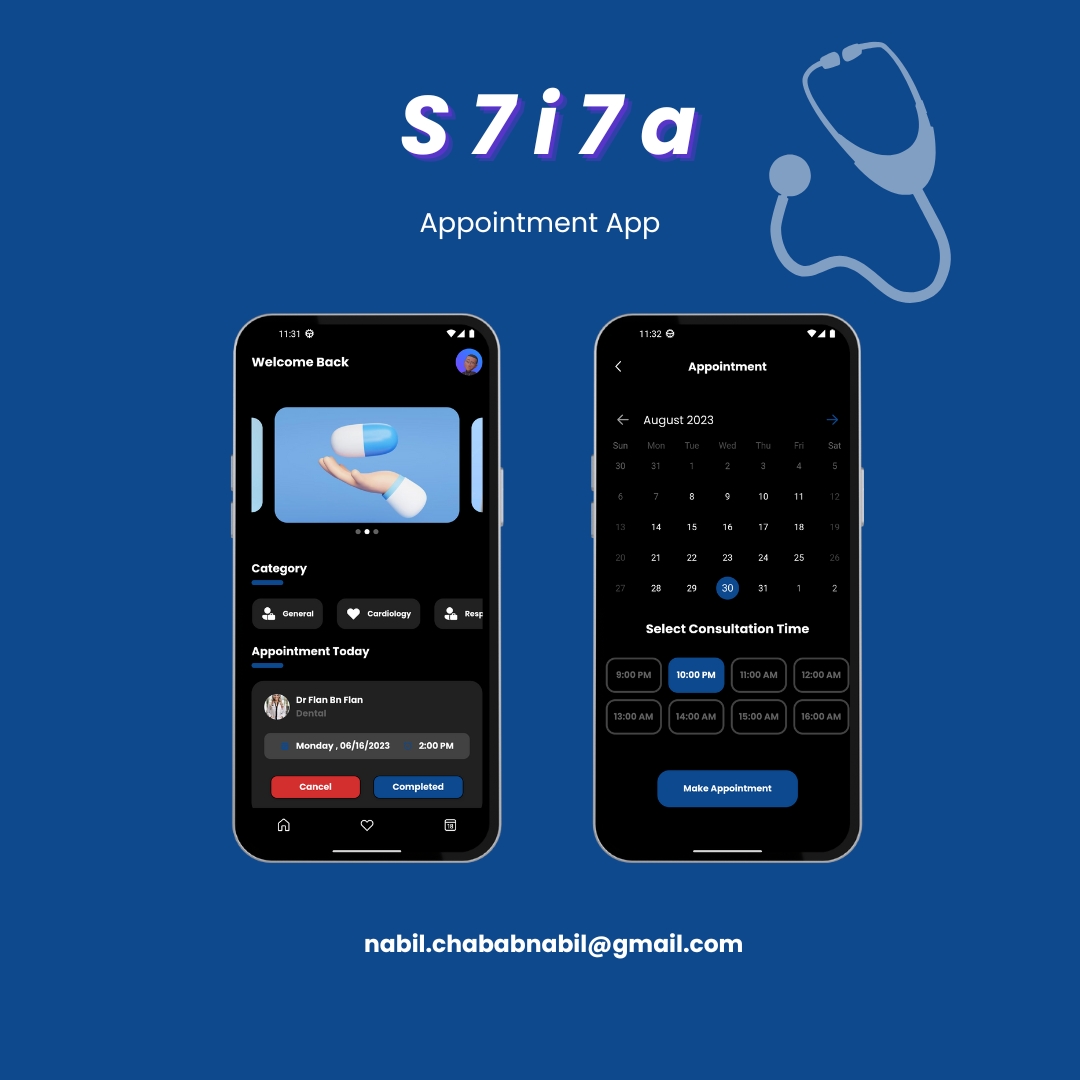 S7i7a
Appointment App
11:31
Welcome Back
Category
General
Cardiology
Resp
Appointment Today
Dr Flan Bn Flan
Dental
Monday , 06/16/2023
2:00 PM
Cancel
Completed
18
11:32
Appointment
August 2023
Sun Mon Tue Wed Thu Fri Sat
30 31 1 2 3 4 5
6 7 8 9 10 11 12
13 14 15 16 17 18 19
20 21 22 23 24 25 26
27 28 29 30 31 1 2
Select Consultation Time
9:00 PM 10:00 PM 11:00 AM 12:00 AM
13:00 AM 14:00 AM 15:00 AM 16:00 AM
Make Appointment
nabil.chababnabil@gmail.com